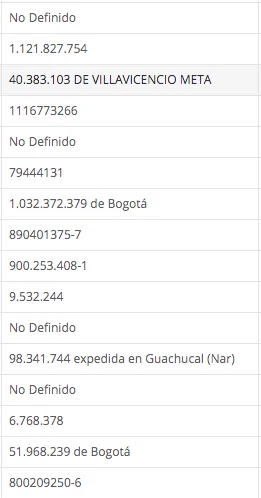 No Definido
1.121.827.754
40.383.103 DE VILLAVICENCIO META
1116773266
No Definido
79444131
1.032.372.379 de Bogotá
890401375-7
900.253.408-1
9.532.244
No Definido
98.341.744 expedida en Guachucal (Nar)
No Definido
6.768.378
51.968.239 de Bogotá
800209250-6